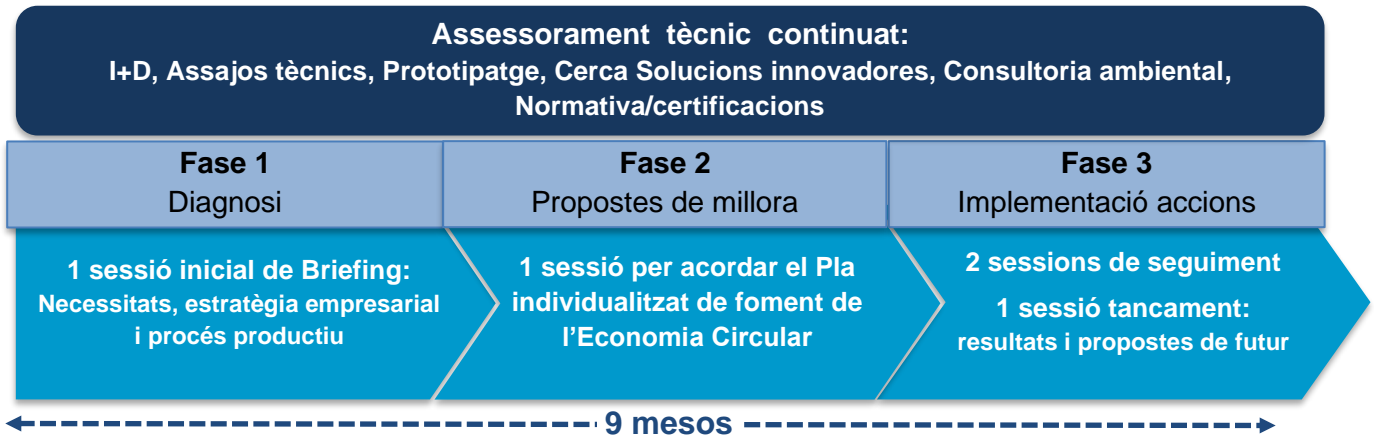 Assessorament tècnic continuat:
I+D, Assajos tècnics, Prototipatge, Cerca Solucions innovadores, Consultoria ambiental,
Normativa/certificacions
Fase 1
Diagnosi
Fase 2
Propostes de millora
Fase 3
Implementació accions
1 sessió inicial de Briefing:
Necessitats, estratègia empresarial
i procés productiu
1 sessió per acordar el Pla
individualitzat de foment de
l'Economia Circular
2 sessions de seguiment
1 sessió tancament:
resultats i propostes de futur
9 mesos